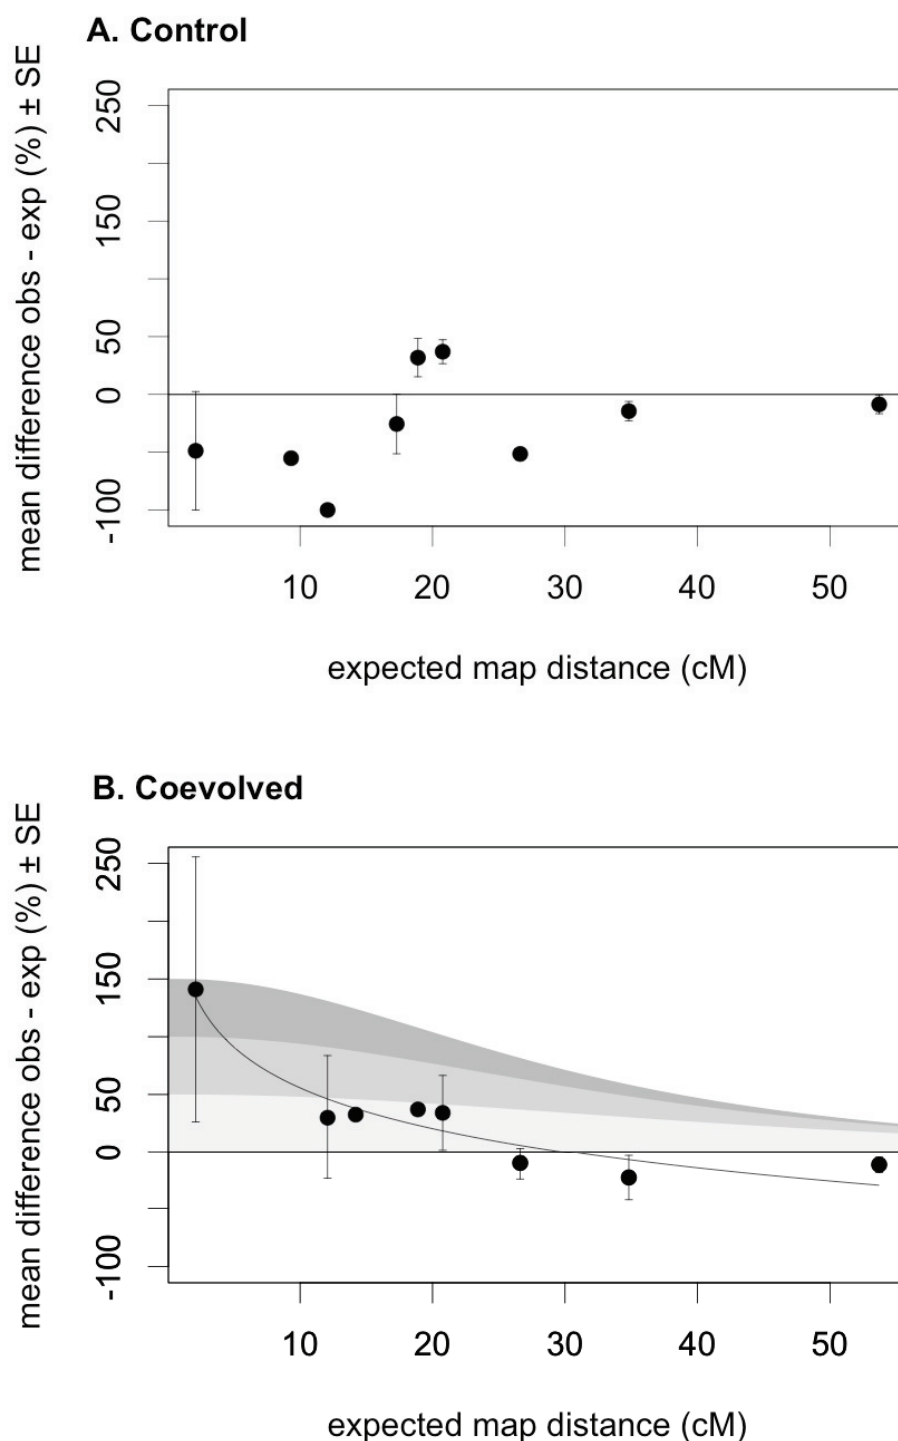 A. Control
mean difference obs - exp (%) ± SE
250
150
50
0
-100
10 20 30 40 50
expected map distance (cM)
B. Coevolved
mean difference obs - exp (%) ± SE
250
150
50
0
-100
10 20 30 40 50
expected map distance (cM)